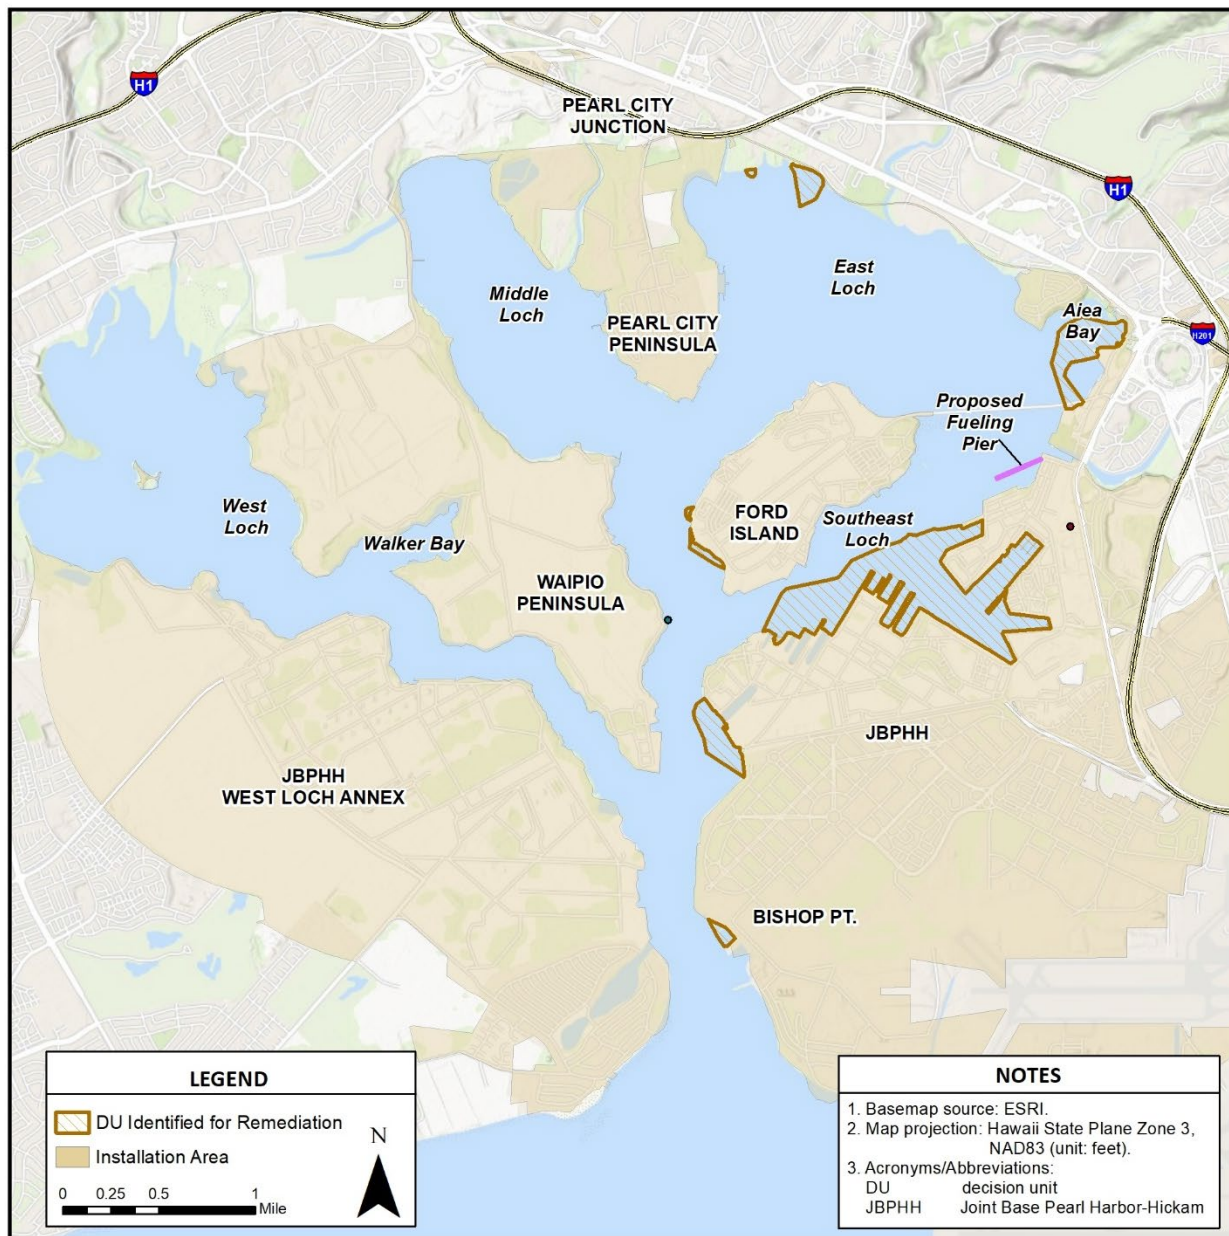 H1
PEARL CITY
JUNCTION
H1
East
Loch
Middle
Loch
Aiea
Bay
PEARL CITY
PENINSULA
H201
Proposed
Fueling
Pier
West
Loch
Walker Bay
FORD
ISLAND
Southeast
Loch
WAIPIO
PENINSULA
JBPHH
JBPHH
WEST LOCH ANNEX
BISHOP PT.
LEGEND
DU Identified for Remediation
Installation Area
N
0 0.25 0.5 1
Mile
NOTES
1. Basemap source: ESRI.
2. Map projection: Hawaii State Plane Zone 3,
NAD83 (unit: feet).
3. Acronyms/Abbreviations:
DU decision unit
JBPHH Joint Base Pearl Harbor-Hickam